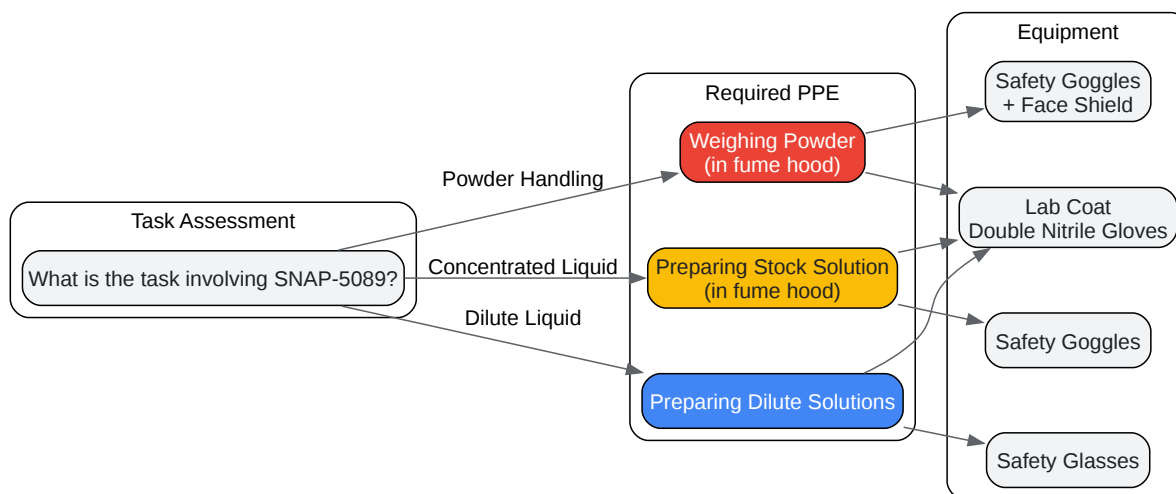 Task Assessment
What is the task involving SNAP-5089?
Powder Handling
Concentrated Liquid
Dilute Liquid
Required PPE
Weighing Powder
(in fume hood)
Preparing Stock Solution
(in fume hood)
Preparing Dilute Solutions
Equipment
Safety Goggles
+ Face Shield
Lab Coat
Double Nitrile Gloves
Safety Goggles
Safety Glasses